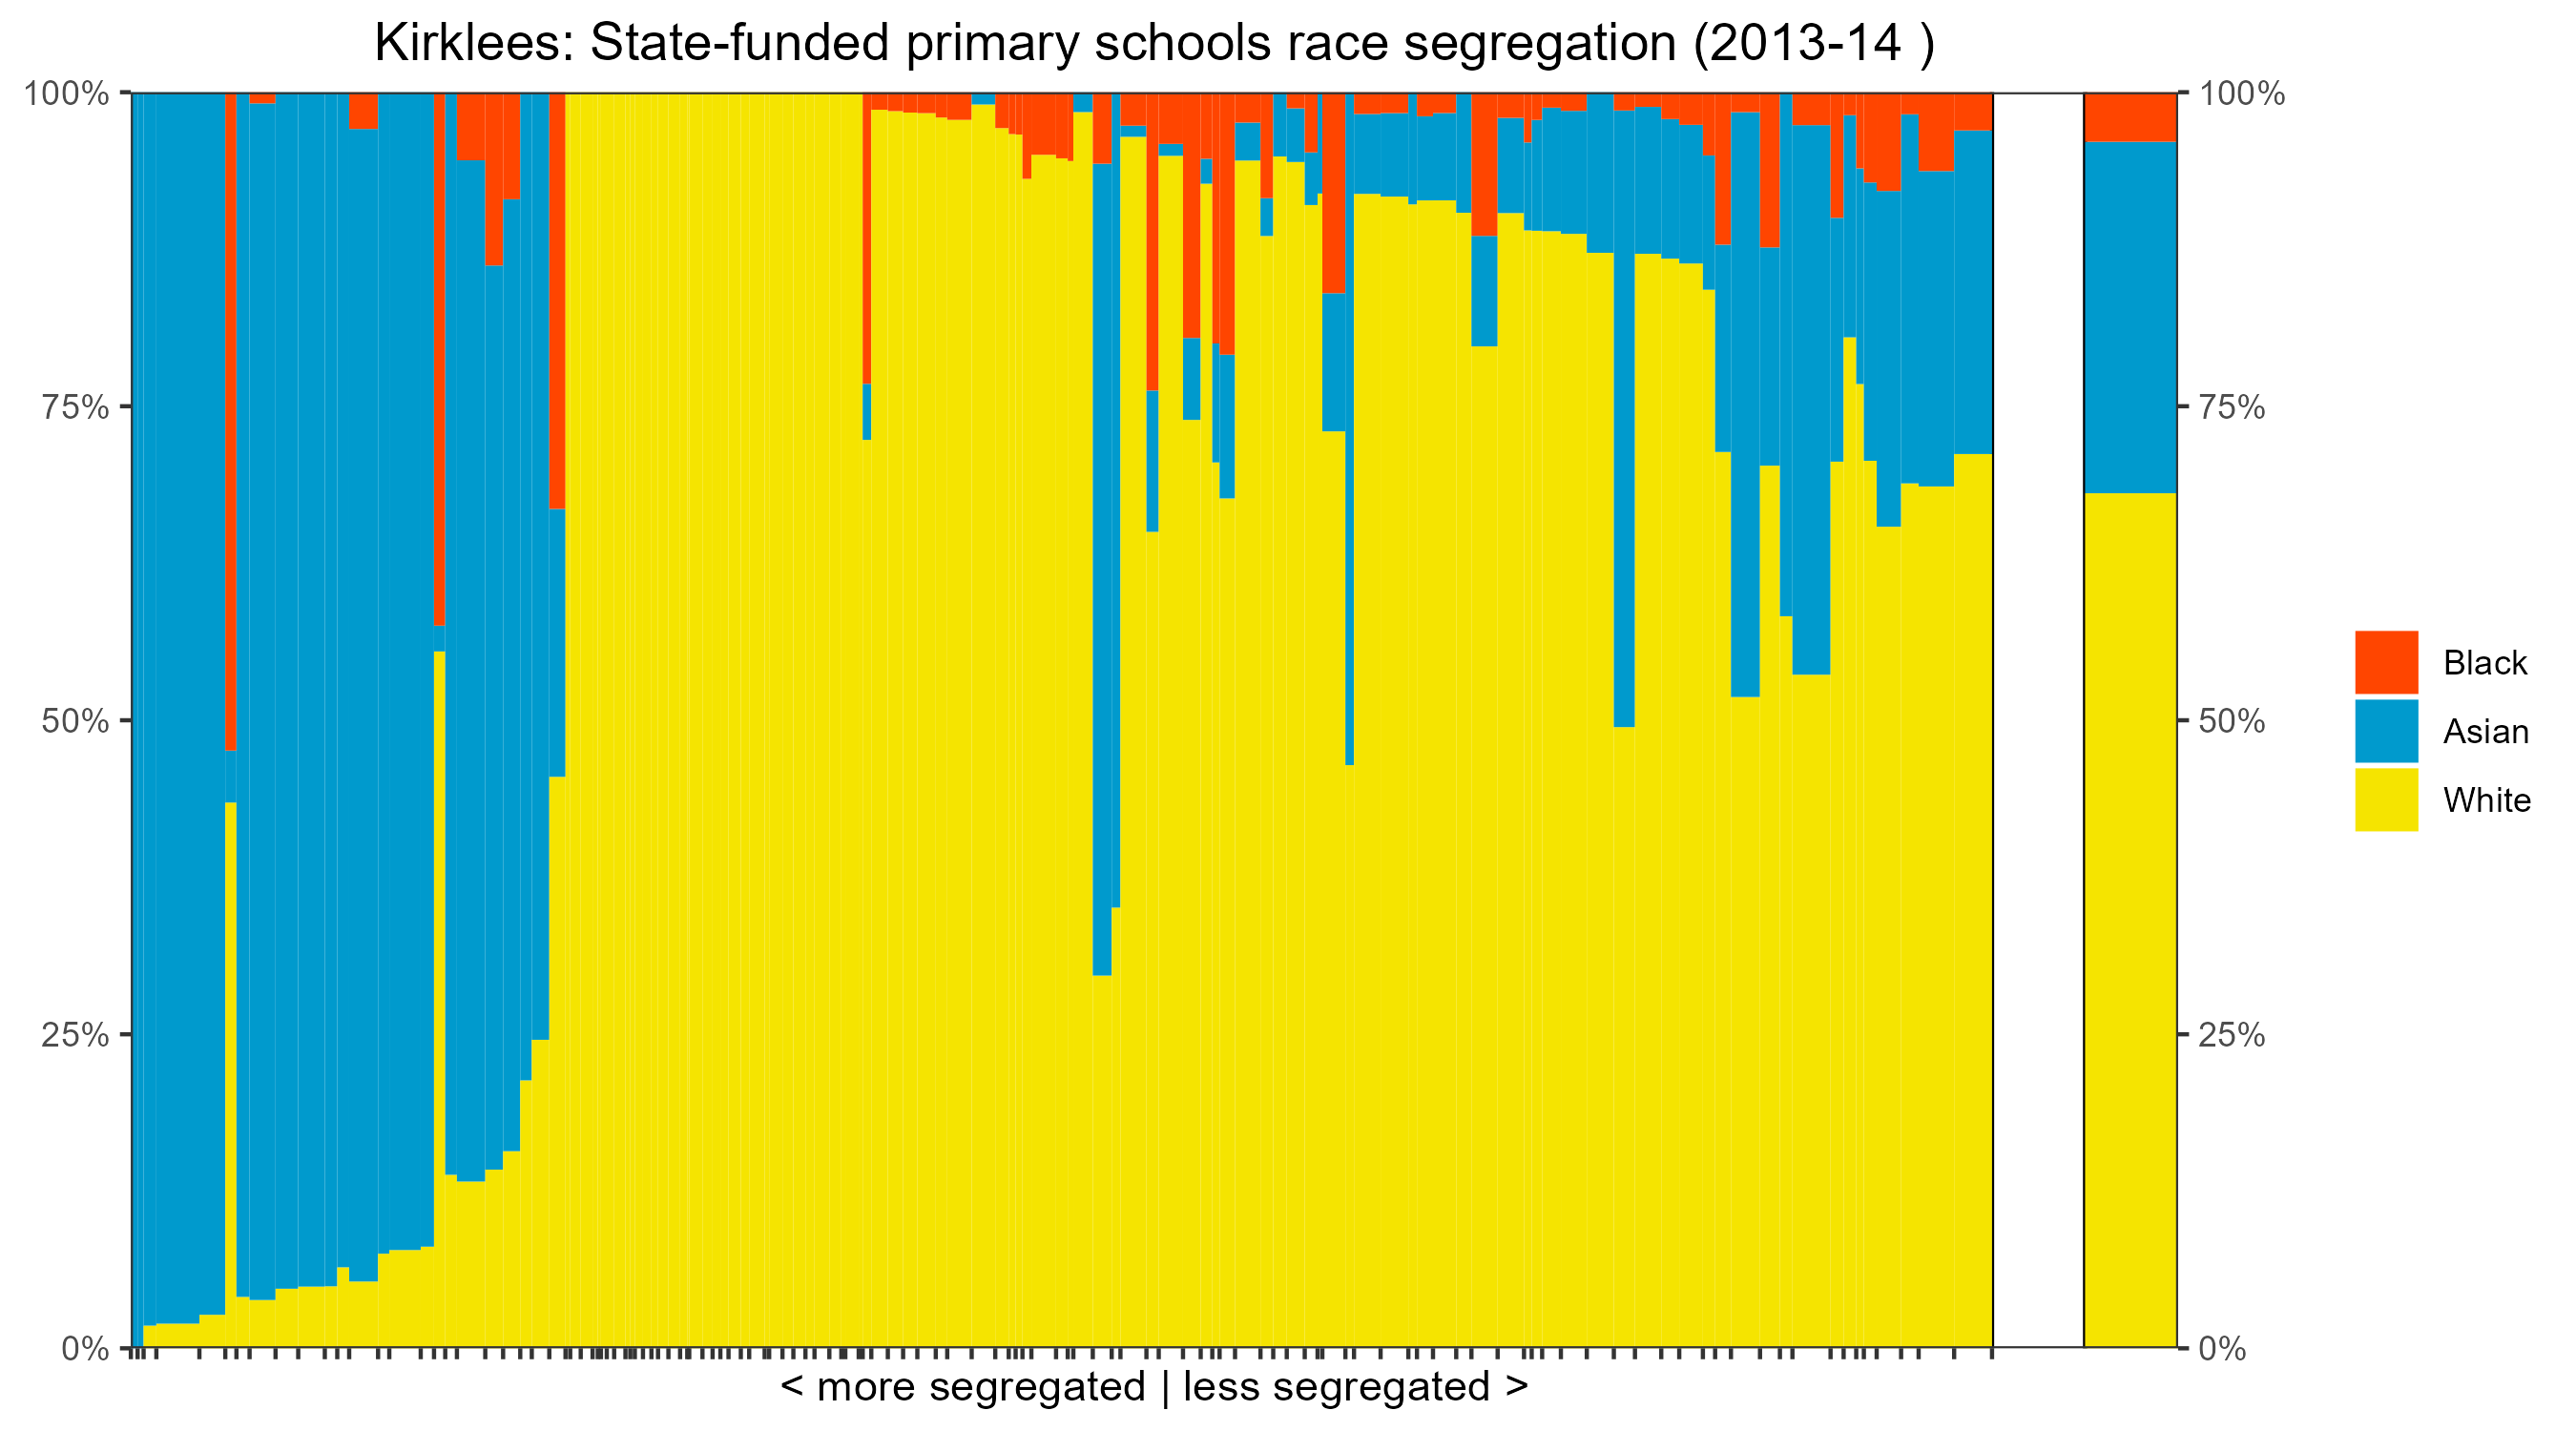 Kirklees: State-funded primary schools race segregation (2013-14 )
100%
75%
50%
25%
0%
100%
75%
50%
25%
0%
Black
Asian
White
< more segregated | less segregated >